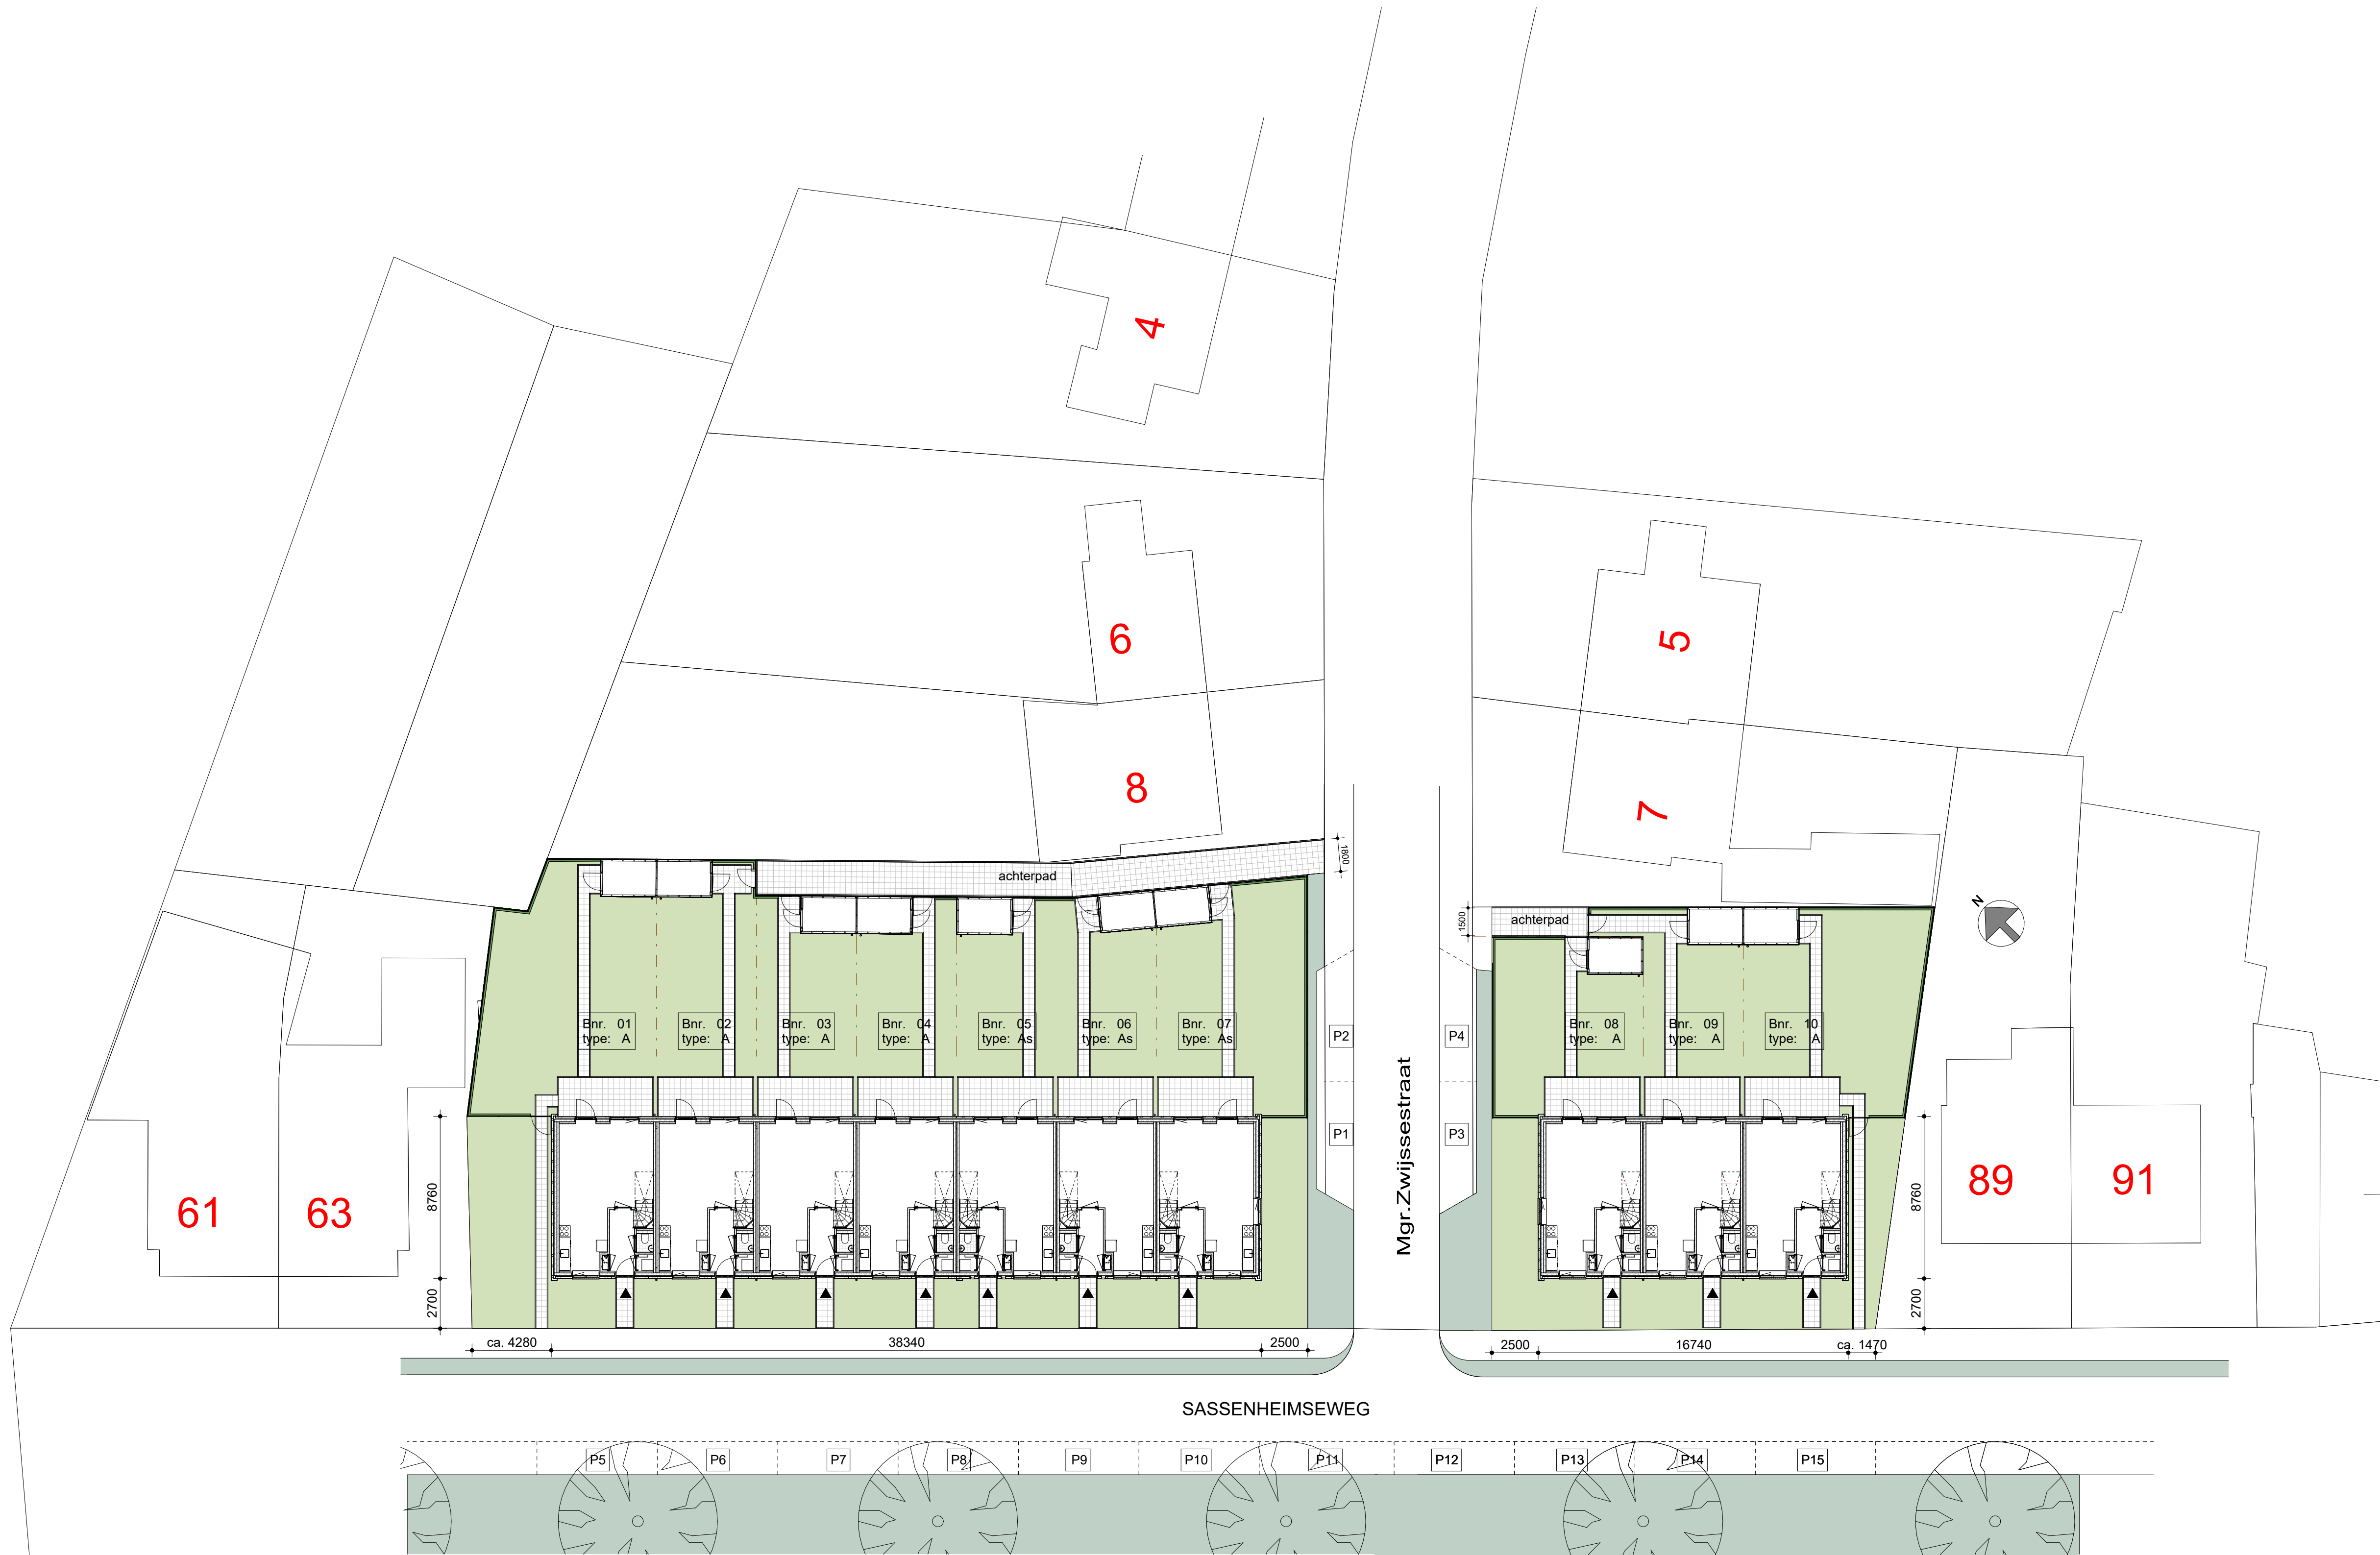 4
6
5
8
7
1800
achterpad
1500
achterpad
N
Bnr. 01
type: A
Bnr. 02
type: A
Bnr. 03
type: A
Bnr. 04
type: A
Bnr. 05
type: As
Bnr. 06
type: As
Bnr. 07
type: As
P2
P4
Bnr. 08
type: A
Bnr. 09
type: A
Bnr. 10
type: A
P1
P3
Mgr.Zwijssestraat
61
63
8760
8760
89
91
2700
2700
ca. 4280
38340
2500
2500
16740
ca. 1470
SASSENHEIMSEWEG
P5
P6
P7
P8
P9
P10
P11
P12
P13
P14
P15